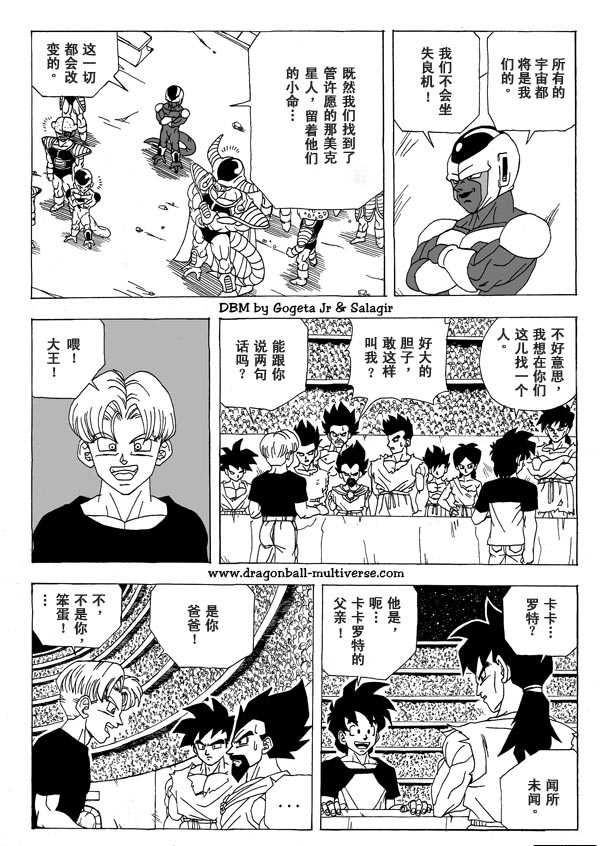 所有的
宇宙都
将是我
们的。
我们不会坐
失良机！
既然我们找到了
管许愿的那美克
星人，留着他们
的小命…
这一切
都会改
变的。
DBM by Gogeta Jr & Salagir
不好意思，
我想在你们
这儿找一个
人。
好大的
胆子，
敢这样
叫我？
能跟你
说两句
话吗？
喂！
大王！
www.dragonball-multiverse.com
卡卡…
罗特？
他是，
呃…
卡卡罗特的
父亲！
闻所
未闻。
是你
爸爸！
不，
不是你，
笨蛋！
…
…